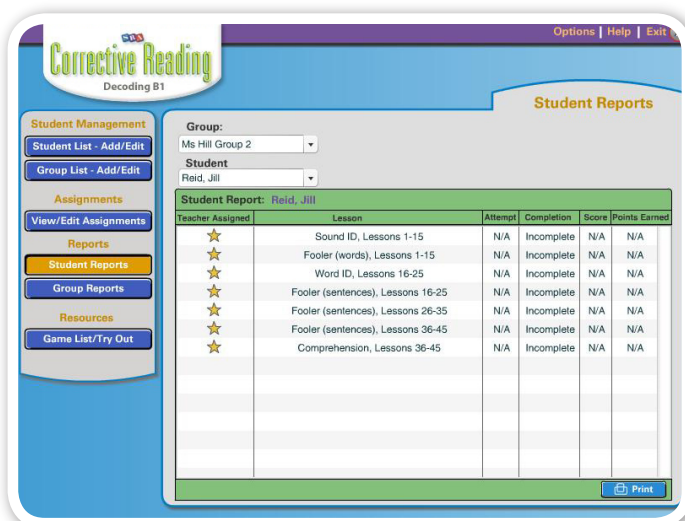 Options | Help | Exit
SRA
Corrective Reading
Decoding B1
Student Reports
Student Management
Student List - Add/Edit
Group List - Add/Edit
Assignments
View/Edit Assignments
Reports
Student Reports
Group Reports
Resources
Game List/Try Out
Group:
Ms Hill Group 2
Student
Reid, Jill
Student Report: Reid, Jill
Teacher Assigned Lesson Attempt Completion Score Points Earned
Sound ID, Lessons 1-15 N/A Incomplete N/A N/A
Fooler (words), Lessons 1-15 N/A Incomplete N/A N/A
Word ID, Lessons 16-25 N/A Incomplete N/A N/A
Fooler (sentences), Lessons 16-25 N/A Incomplete N/A N/A
Fooler (sentences), Lessons 26-35 N/A Incomplete N/A N/A
Fooler (sentences), Lessons 36-45 N/A Incomplete N/A N/A
Comprehension, Lessons 36-45 N/A Incomplete N/A N/A
Print